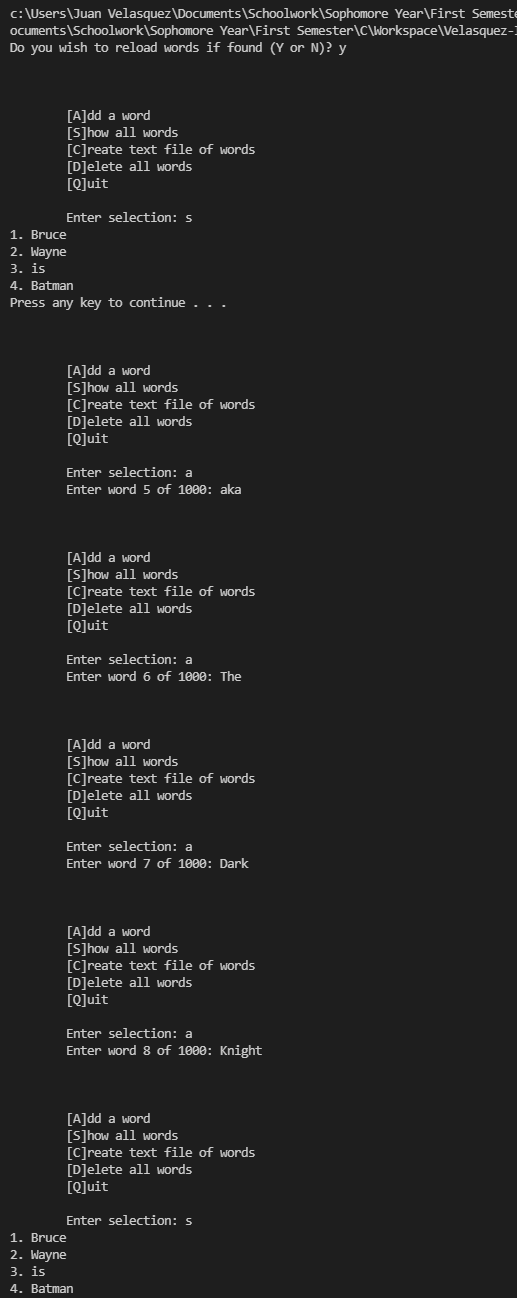 c:\Users\Juan Velasquez\Documents\Schoolwork\Sophomore Year\First Semeste
ocuments\Schoolwork\Sophomore Year\First Semester\C\Workspace\Velasquez-
Do you wish to reload words if found (Y or N)? y
[A]dd a word
[S]how all words
[C]reate text file of words
[D]elete all words
[Q]uit
Enter selection: s
1. Bruce
2. Wayne
3. is
4. Batman
Press any key to continue . . .
[A]dd a word
[S]how all words
[C]reate text file of words
[D]elete all words
[Q]uit
Enter selection: a
Enter word 5 of 1000: aka
[A]dd a word
[S]how all words
[C]reate text file of words
[D]elete all words
[Q]uit
Enter selection: a
Enter word 6 of 1000: The
[A]dd a word
[S]how all words
[C]reate text file of words
[D]elete all words
[Q]uit
Enter selection: a
Enter word 7 of 1000: Dark
[A]dd a word
[S]how all words
[C]reate text file of words
[D]elete all words
[Q]uit
Enter selection: a
Enter word 8 of 1000: Knight
[A]dd a word
[S]how all words
[C]reate text file of words
[D]elete all words
[Q]uit
Enter selection: s
1. Bruce
2. Wayne
3. is
4. Batman